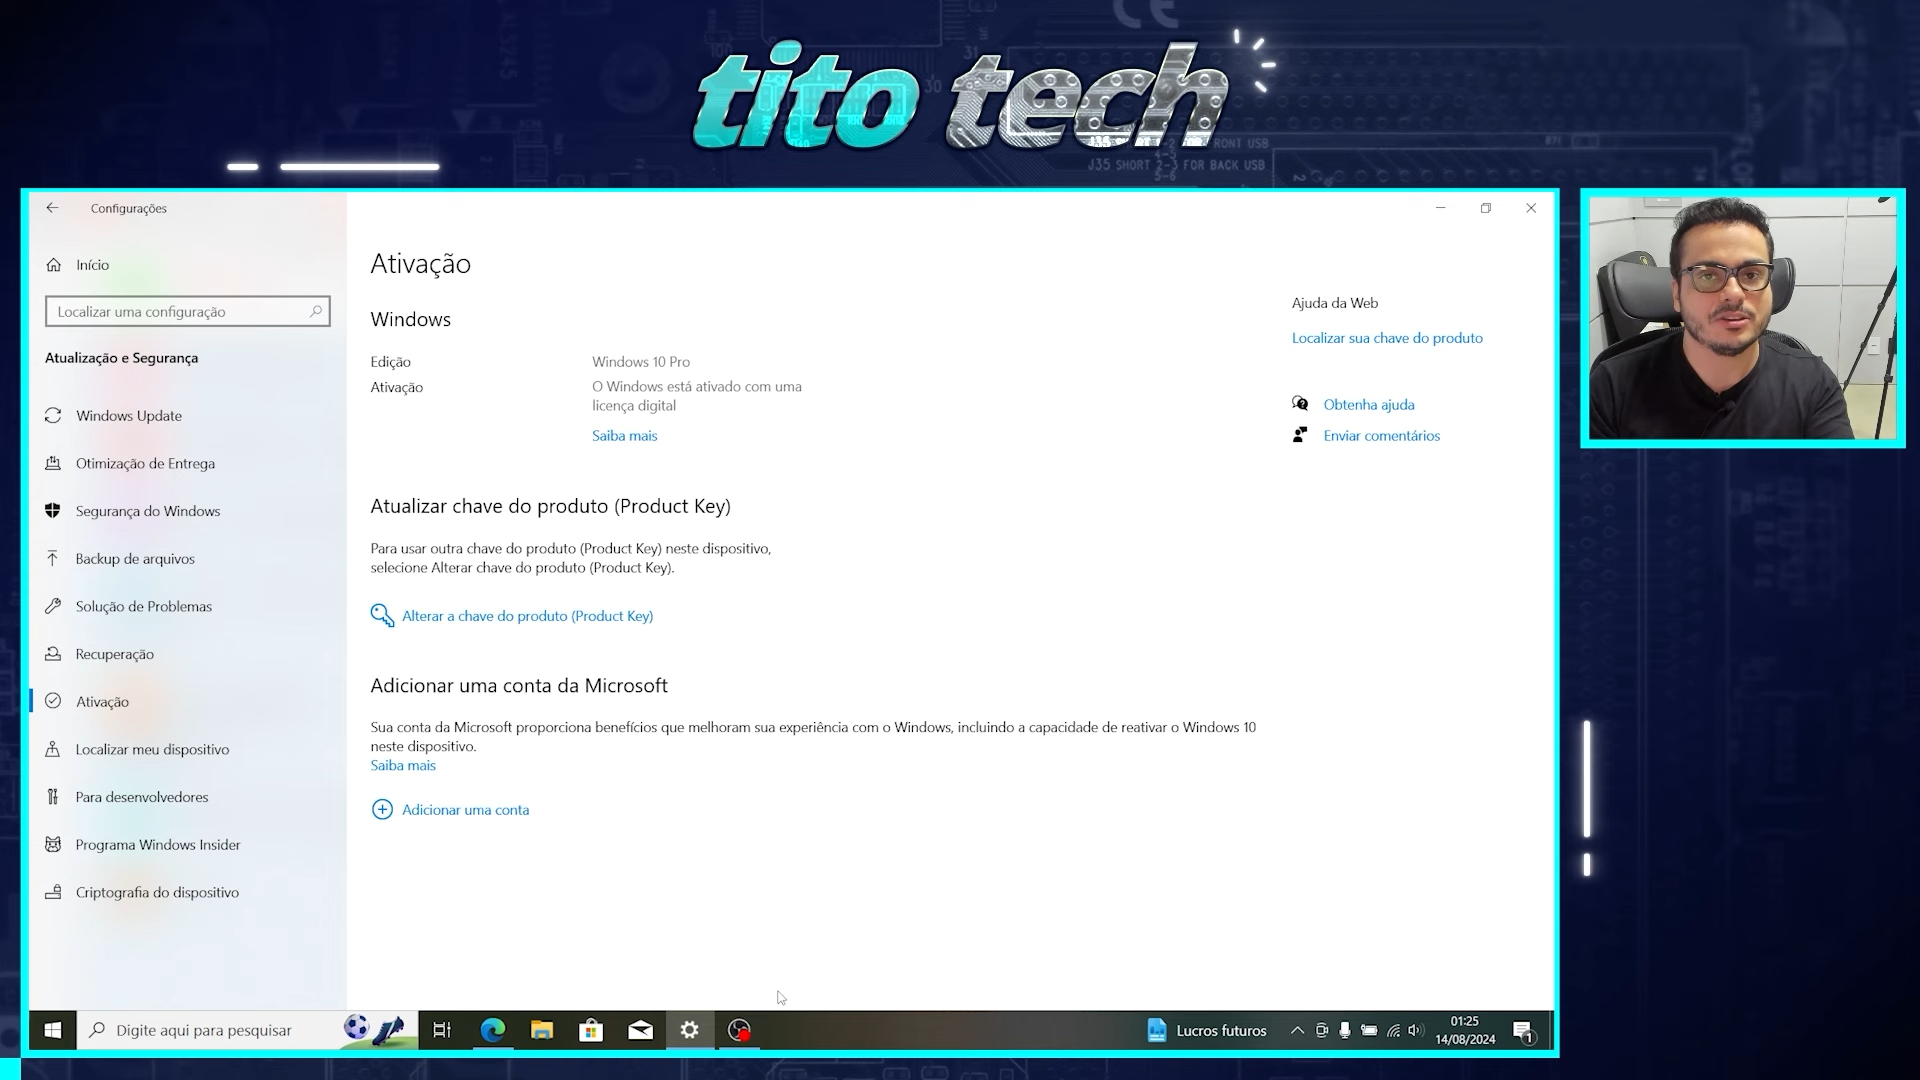 tito tech
Configurações
Início
Localizar uma configuração
Atualização e Segurança
Windows Update
Otimização de Entrega
Segurança do Windows
Backup de arquivos
Solução de Problemas
Recuperação
Ativação
Localizar meu dispositivo
Para desenvolvedores
Programa Windows Insider
Criptografia do dispositivo
Ativação
Windows
Edição Windows 10 Pro
Ativação O Windows está ativado com uma
licença digital
Saiba mais
Atualizar chave do produto (Product Key)
Para usar outra chave do produto (Product Key) neste dispositivo,
selecione Alterar chave do produto (Product Key).
Alterar a chave do produto (Product Key)
Adicionar uma conta da Microsoft
Sua conta da Microsoft proporciona benefícios que melhoram sua experiência com o Windows, incluindo a capacidade de reativar o Windows 10
neste dispositivo.
Saiba mais
Adicionar uma conta
Ajuda da Web
Localizar sua chave do produto
Obtenha ajuda
Enviar comentários
Digite aqui para pesquisar
Lucros futuros
01:25
14/08/2024
1
J35 SHORT 2-3 FOR BACK USB
5-6